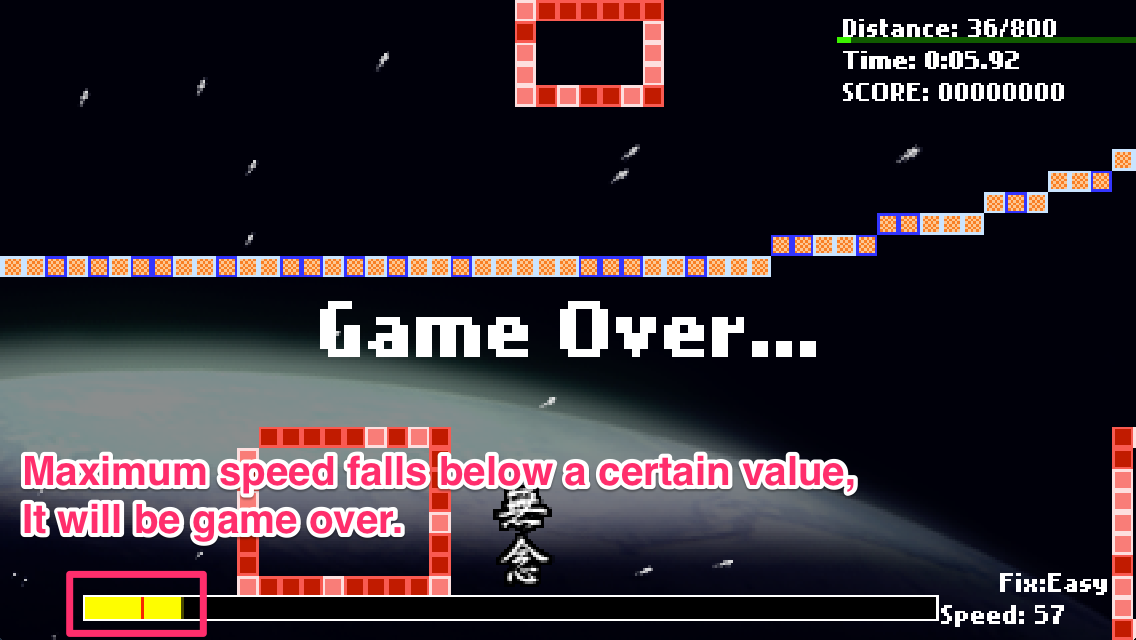 Distance: 36/800
Time: 0:05.92
SCORE: 00000000
Game Over...
Maximum speed falls below a certain value,
It will be game over.
無
念
Fix:Easy
Speed: 57